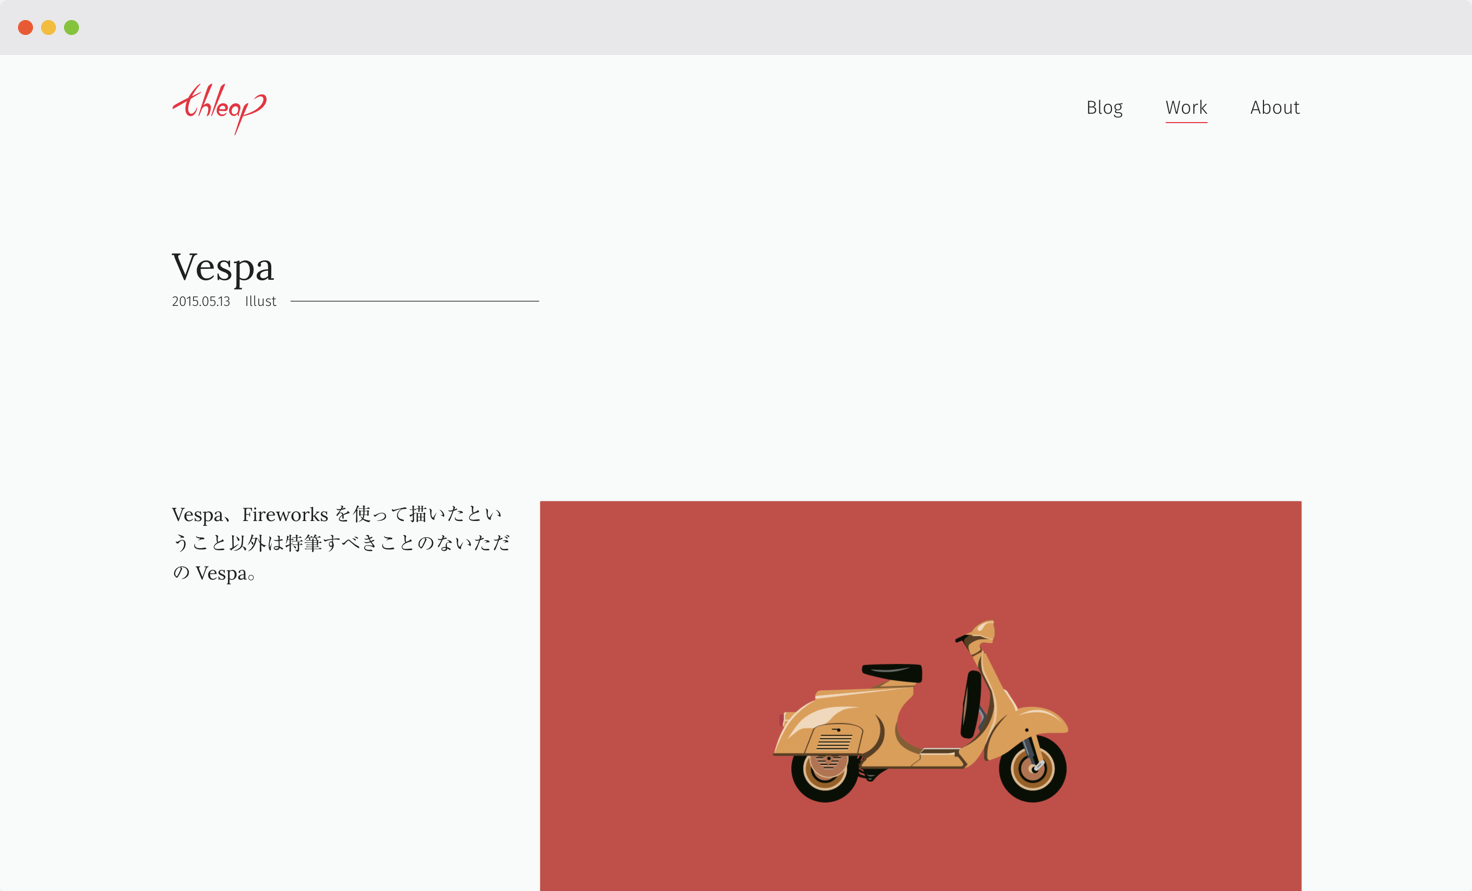 thleap
Blog Work About
Vespa
2015.05.13 Illust
Vespa、Fireworks を使って描いたとい
うこと以外は特筆すべきことのないただ
の Vespa。